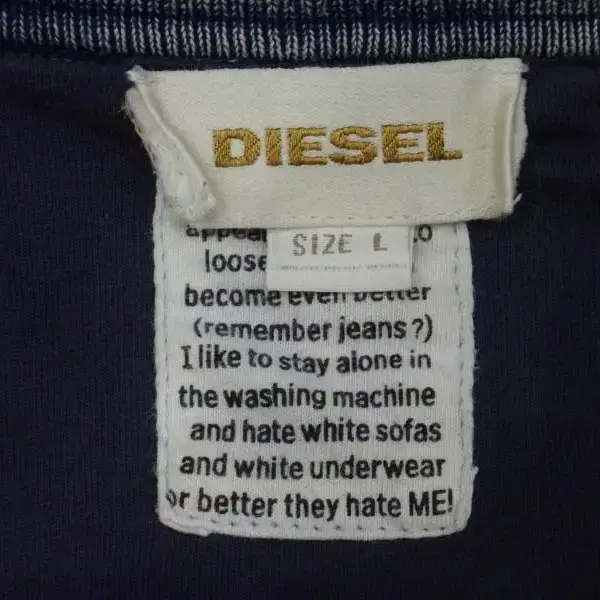 DIESEL
SIZE L
loose
become even better
(remember jeans?)
I like to stay alone in
the washing machine
and hate white sofas
and white underwear
or better they hate ME!